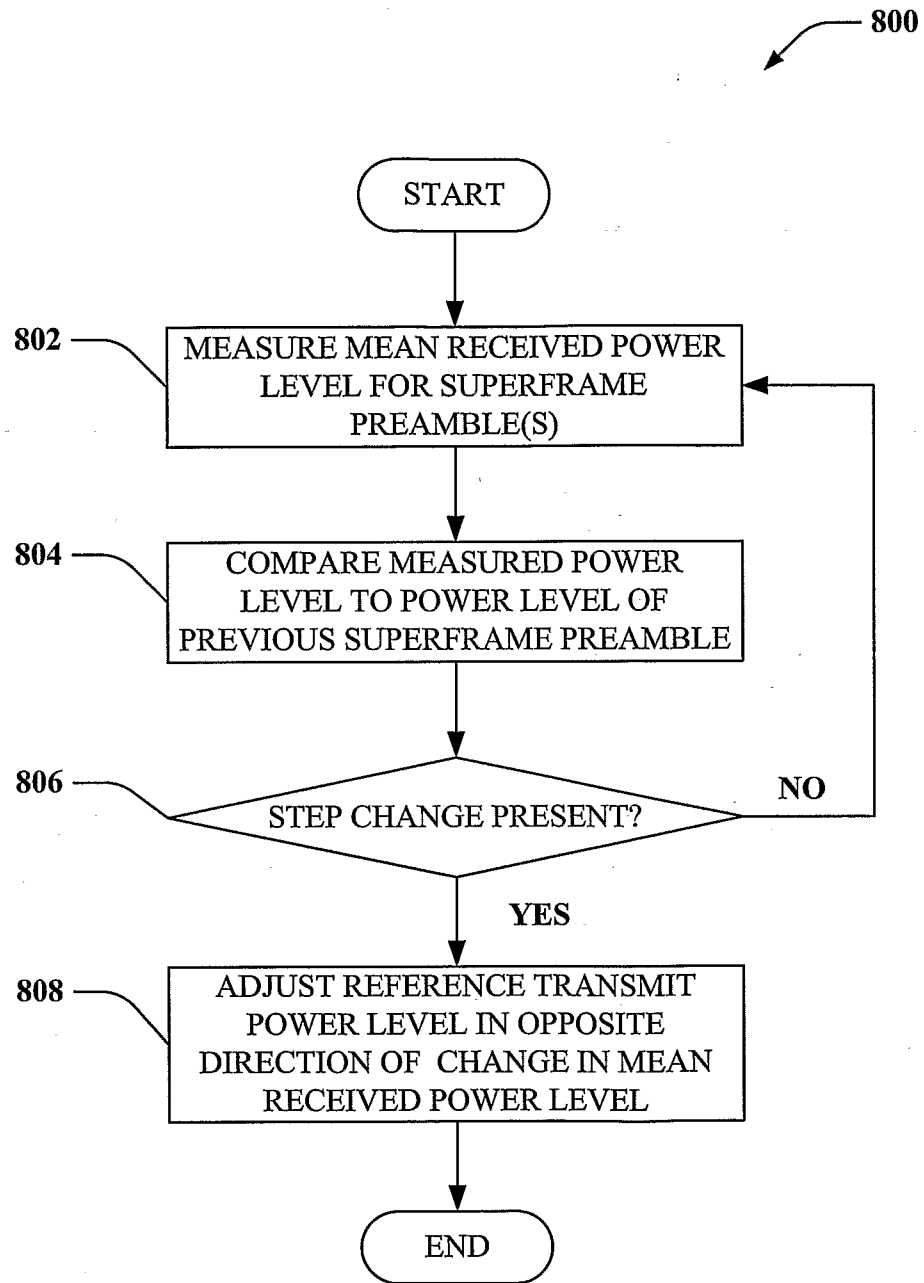 800
START
802
MEASURE MEAN RECEIVED POWER
LEVEL FOR SUPERFRAME
PREAMBLE(S)
804
COMPARE MEASURED POWER
LEVEL TO POWER LEVEL OF
PREVIOUS SUPERFRAME PREAMBLE
806
STEP CHANGE PRESENT?
NO
YES
808
ADJUST REFERENCE TRANSMIT
POWER LEVEL IN OPPOSITE
DIRECTION OF CHANGE IN MEAN
RECEIVED POWER LEVEL
END